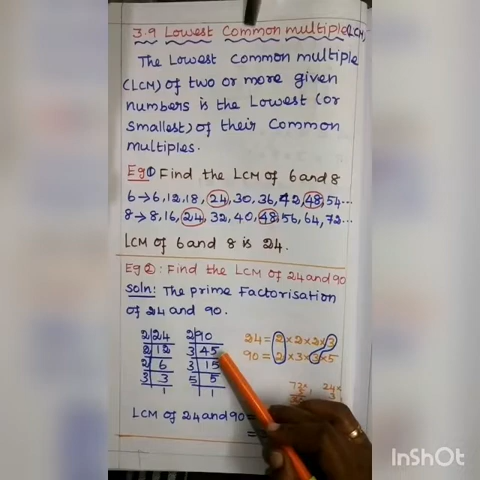 3.9 Lowest Common multiple(LCM)
The Lowest common multiple
(LCM) of two or more given
numbers is the Lowest (or
smallest) of their Common
multiples.
Eg① Find the LCM of 6 and 8
6→6,12,18,24,30,36,42,48,54...
8→8,16,24,32,40,48,56,64,72...
LCM of 6 and 8 is 24.
Eg②: Find the LCM of 24 and 90
Soln: The prime Factorisation
of 24 and 90.
2 24 2 90 24 = 2×2×2×3
2 12 3 45 90 = 2×3×3×5
2 6 3 15
3 3 5 5
1 1
LCM of 24 and 90 =
InShOt